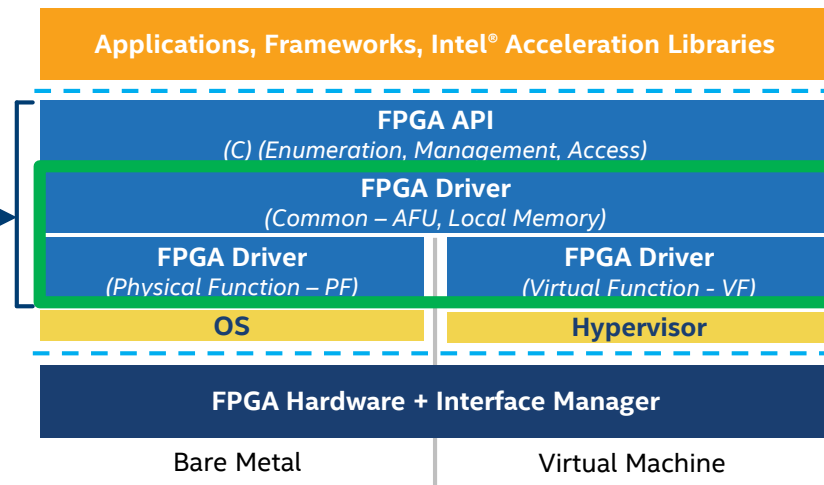 Applications, Frameworks, Intel® Acceleration Libraries
FPGA API
(C) (Enumeration, Management, Access)
FPGA Driver
(Common – AFU, Local Memory)
FPGA Driver
(Physical Function – PF)
FPGA Driver
(Virtual Function - VF)
OS
Hypervisor
FPGA Hardware + Interface Manager
Bare Metal
Virtual Machine